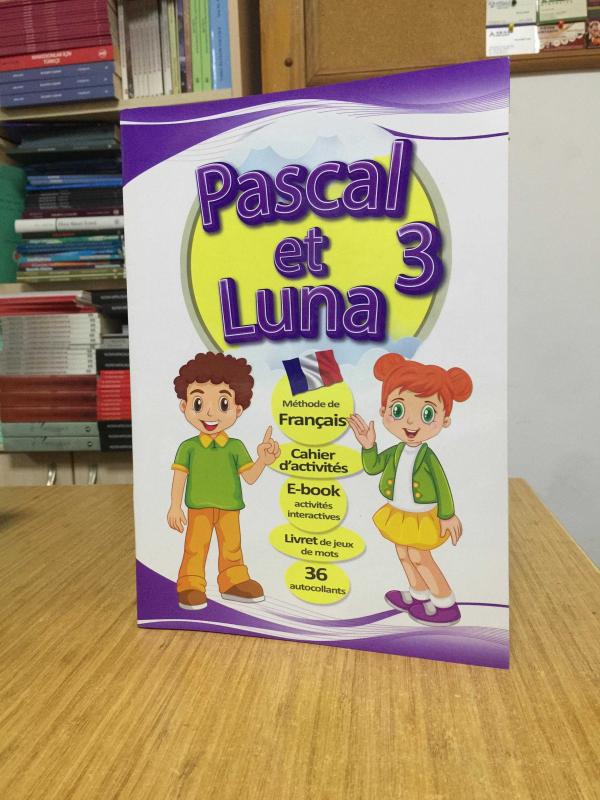 Pascal
et
Luna
3
Méthode de
Français
Cahier
d'activités
E-book
activités
interactives
Livret de jeux
de mots
36
autocollants